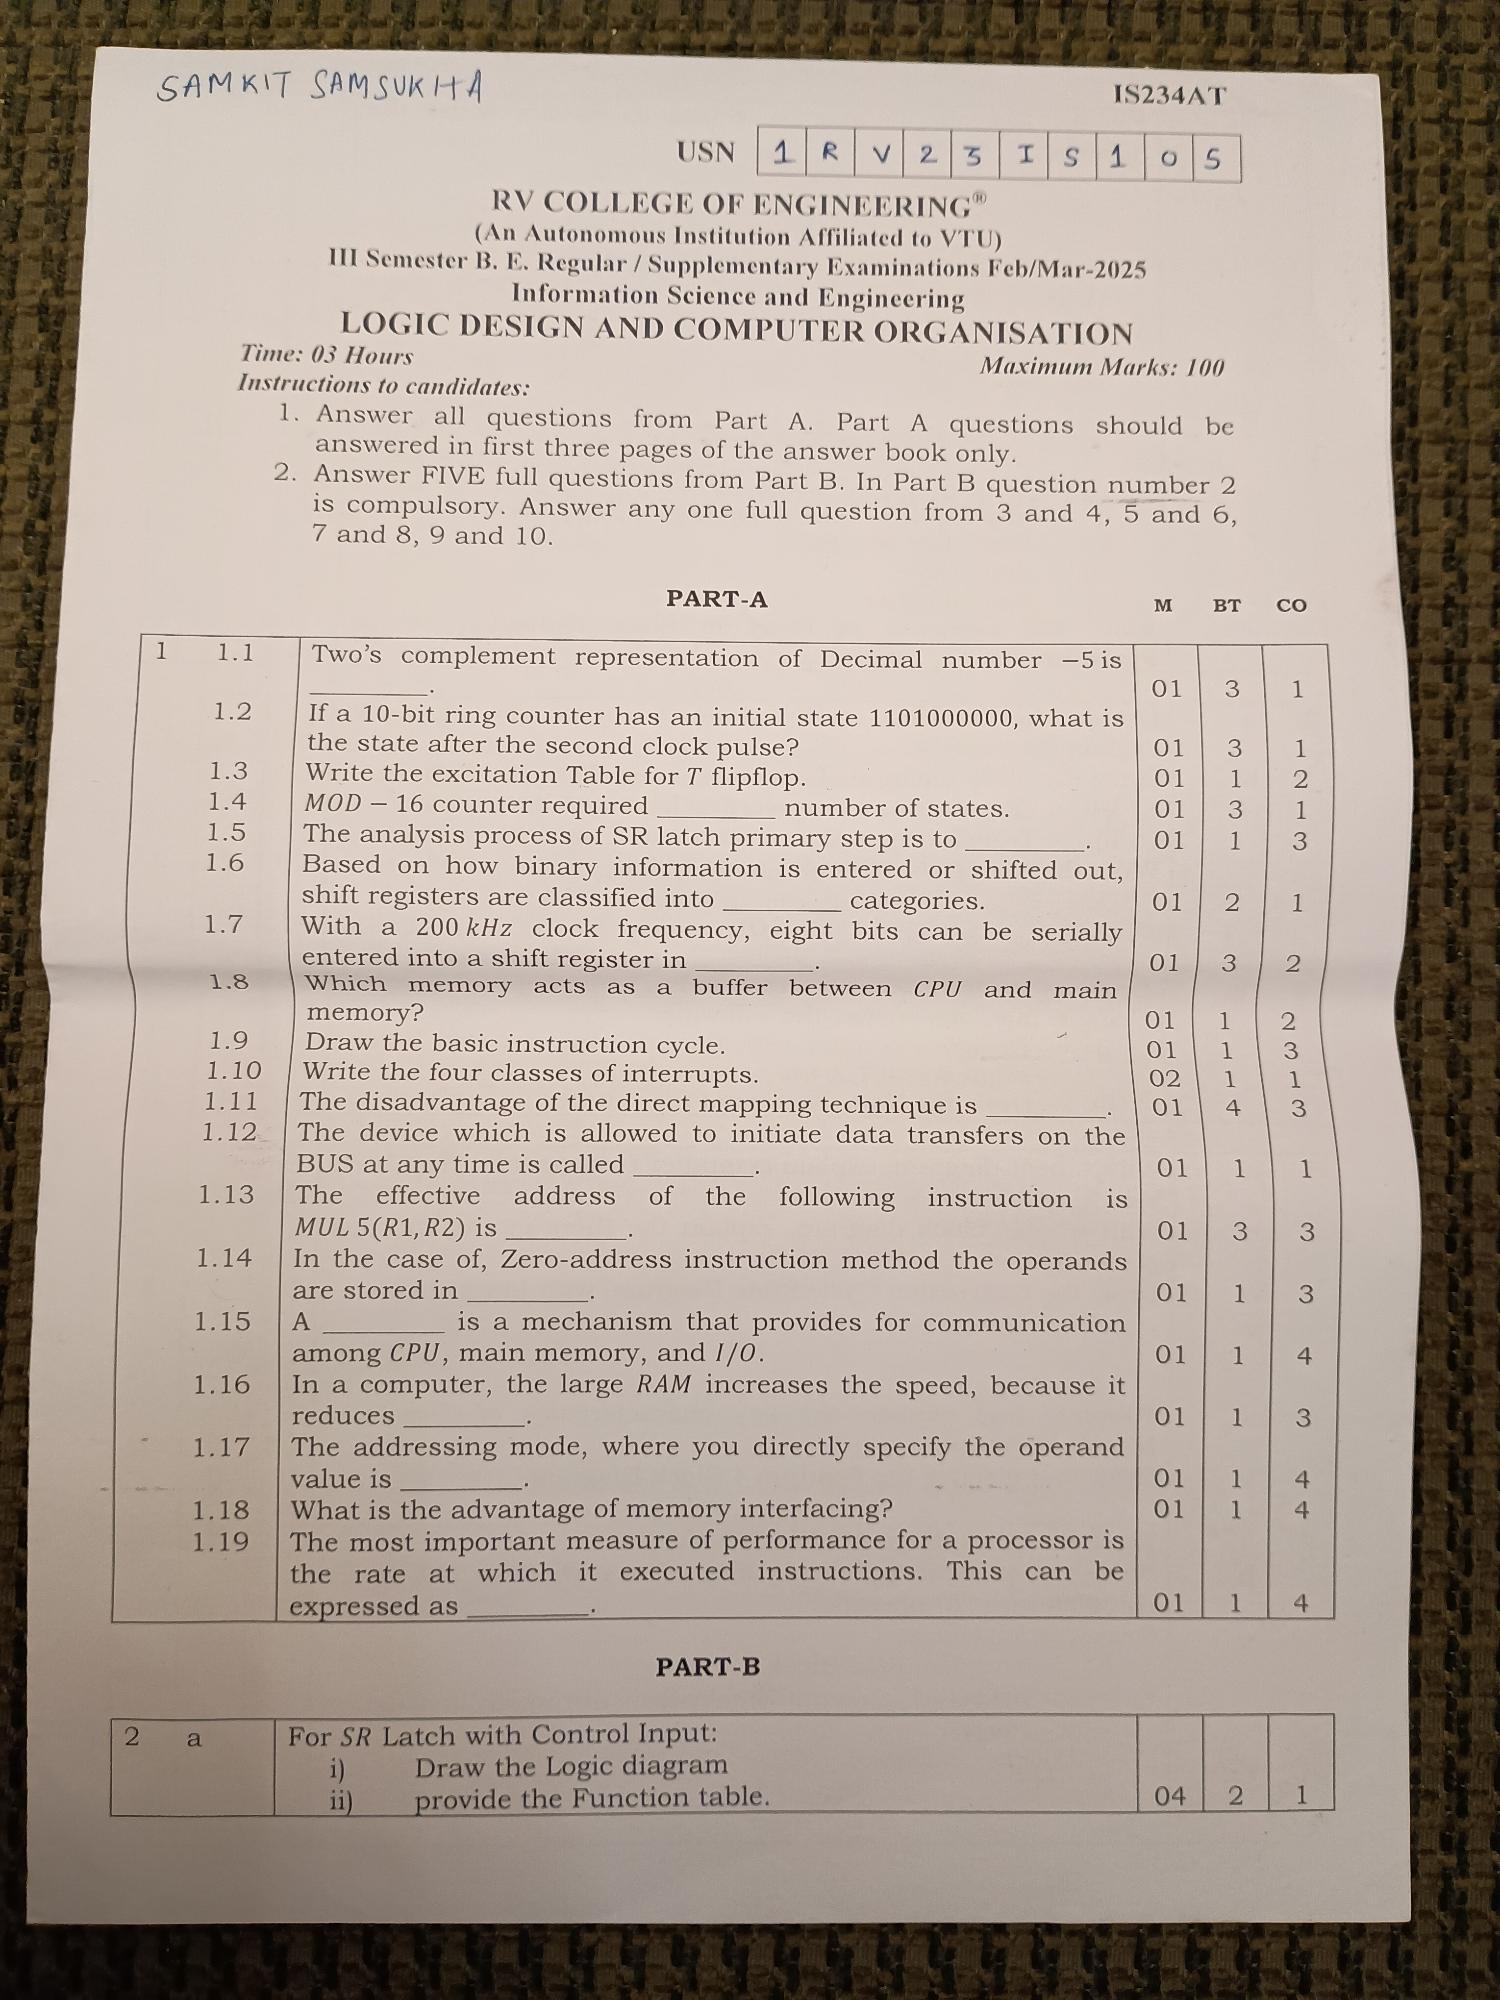 SAMKIT SAMSUKHA
IS234AT
USN 1 R V 2 3 I S 1 0 5
RV COLLEGE OF ENGINEERING®
(An Autonomous Institution Affiliated to VTU)
III Semester B. E. Regular / Supplementary Examinations Feb/Mar-2025
Information Science and Engineering
LOGIC DESIGN AND COMPUTER ORGANISATION
Time: 03 Hours Maximum Marks: 100
Instructions to candidates:
1. Answer all questions from Part A. Part A questions should be
answered in first three pages of the answer book only.
2. Answer FIVE full questions from Part B. In Part B question number 2
is compulsory. Answer any one full question from 3 and 4, 5 and 6,
7 and 8, 9 and 10.
PART-A M BT CO
1 1.1 Two's complement representation of Decimal number −5 is
________. 01 3 1
1.2 If a 10-bit ring counter has an initial state 1101000000, what is
the state after the second clock pulse? 01 3 1
1.3 Write the excitation Table for T flipflop. 01 1 2
1.4 MOD − 16 counter required ________ number of states. 01 3 1
1.5 The analysis process of SR latch primary step is to ________. 01 1 3
1.6 Based on how binary information is entered or shifted out,
shift registers are classified into ________ categories. 01 2 1
1.7 With a 200 kHz clock frequency, eight bits can be serially
entered into a shift register in ________. 01 3 2
1.8 Which memory acts as a buffer between CPU and main
memory? 01 1 2
1.9 Draw the basic instruction cycle. 01 1 3
1.10 Write the four classes of interrupts. 02 1 1
1.11 The disadvantage of the direct mapping technique is ________. 01 4 3
1.12 The device which is allowed to initiate data transfers on the
BUS at any time is called ________. 01 1 1
1.13 The effective address of the following instruction is
MUL 5(R1, R2) is ________. 01 3 3
1.14 In the case of, Zero-address instruction method the operands
are stored in ________. 01 1 3
1.15 A ________ is a mechanism that provides for communication
among CPU, main memory, and I/O. 01 1 4
1.16 In a computer, the large RAM increases the speed, because it
reduces ________. 01 1 3
1.17 The addressing mode, where you directly specify the operand
value is ________. 01 1 4
1.18 What is the advantage of memory interfacing? 01 1 4
1.19 The most important measure of performance for a processor is
the rate at which it executed instructions. This can be
expressed as ________. 01 1 4
PART-B
2 a For SR Latch with Control Input:
i) Draw the Logic diagram
ii) provide the Function table. 04 2 1